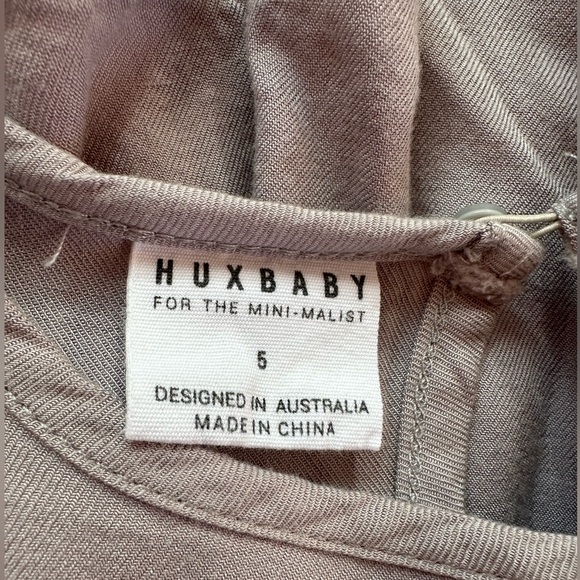 HUXBABY
FOR THE MINI-MALIST
5
DESIGNED IN AUSTRALIA
MADE IN CHINA